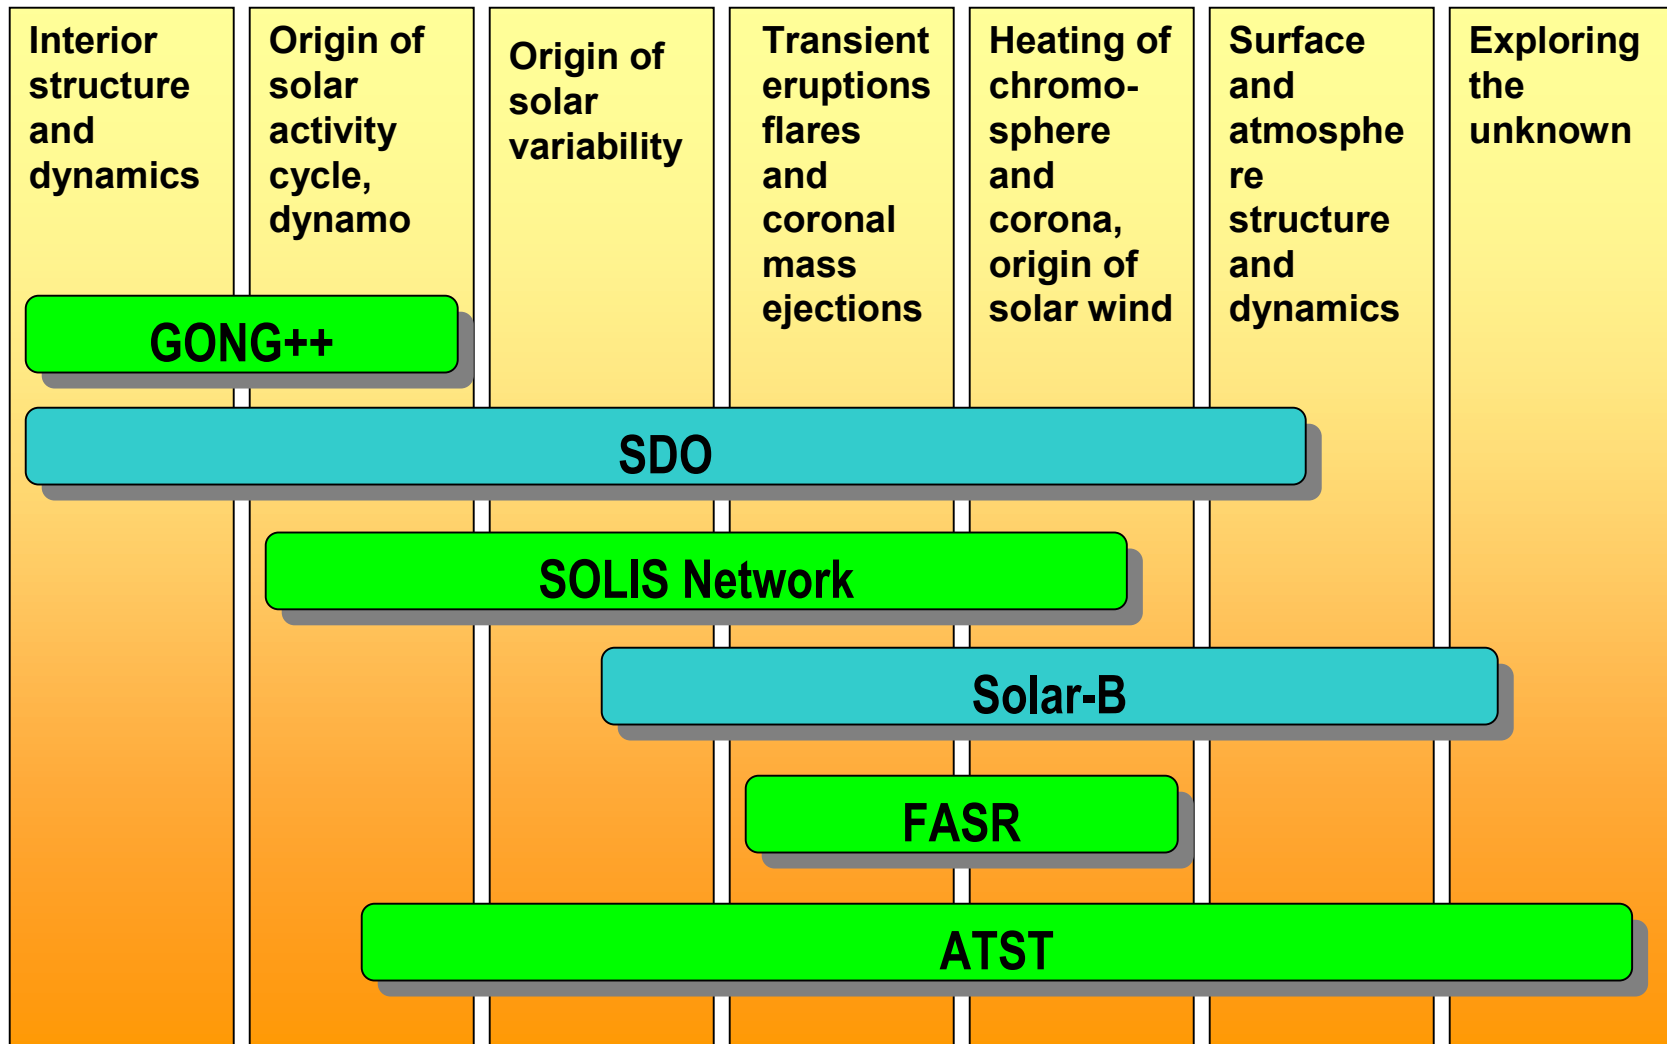 Interior
structure
and
dynamics
Origin of
solar
activity
cycle,
dynamo
Origin of
solar
variability
Transient
eruptions
flares
and
coronal
mass
ejections
Heating of
chromo-
sphere
and
corona,
origin of
solar wind
Surface
and
atmosphe
re
structure
and
dynamics
Exploring
the
unknown
GONG++
SDO
SOLIS Network
Solar-B
FASR
ATST